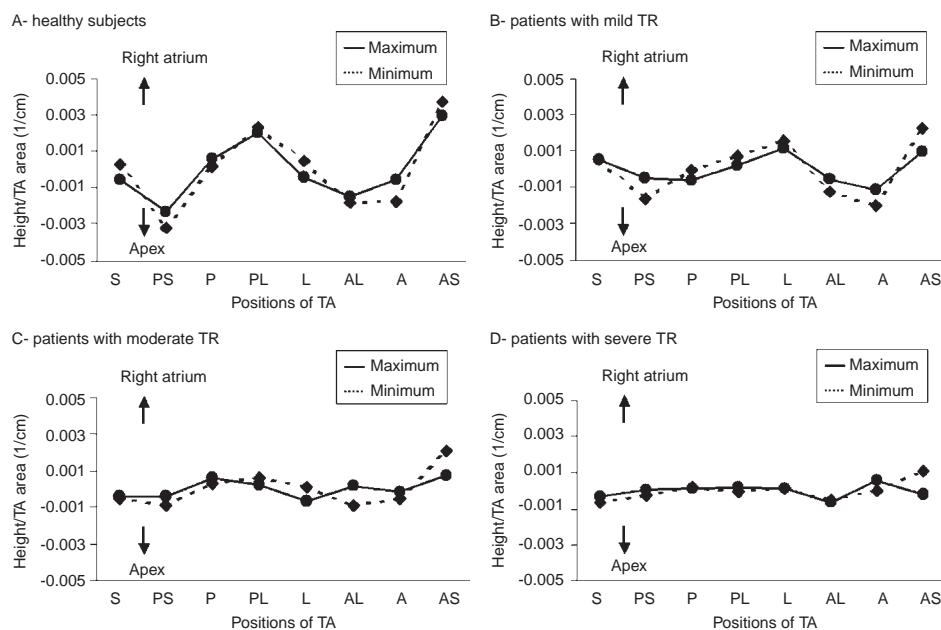 A- healthy subjects
Maximum
Minimum
Right atrium
Apex
Height/TA area (1/cm)
0.005
0.003
0.001
-0.001
-0.003
-0.005
S PS P PL L AL A AS
Positions of TA
B- patients with mild TR
Maximum
Minimum
Right atrium
Apex
Height/TA area (1/cm)
0.005
0.003
0.001
-0.001
-0.003
-0.005
S PS P PL L AL A AS
Positions of TA
C- patients with moderate TR
Maximum
Minimum
Right atrium
Apex
Height/TA area (1/cm)
0.005
0.003
0.001
-0.001
-0.003
-0.005
S PS P PL L AL A AS
Positions of TA
D- patients with severe TR
Maximum
Minimum
Right atrium
Apex
Height/TA area (1/cm)
0.005
0.003
0.001
-0.001
-0.003
-0.005
S PS P PL L AL A AS
Positions of TA